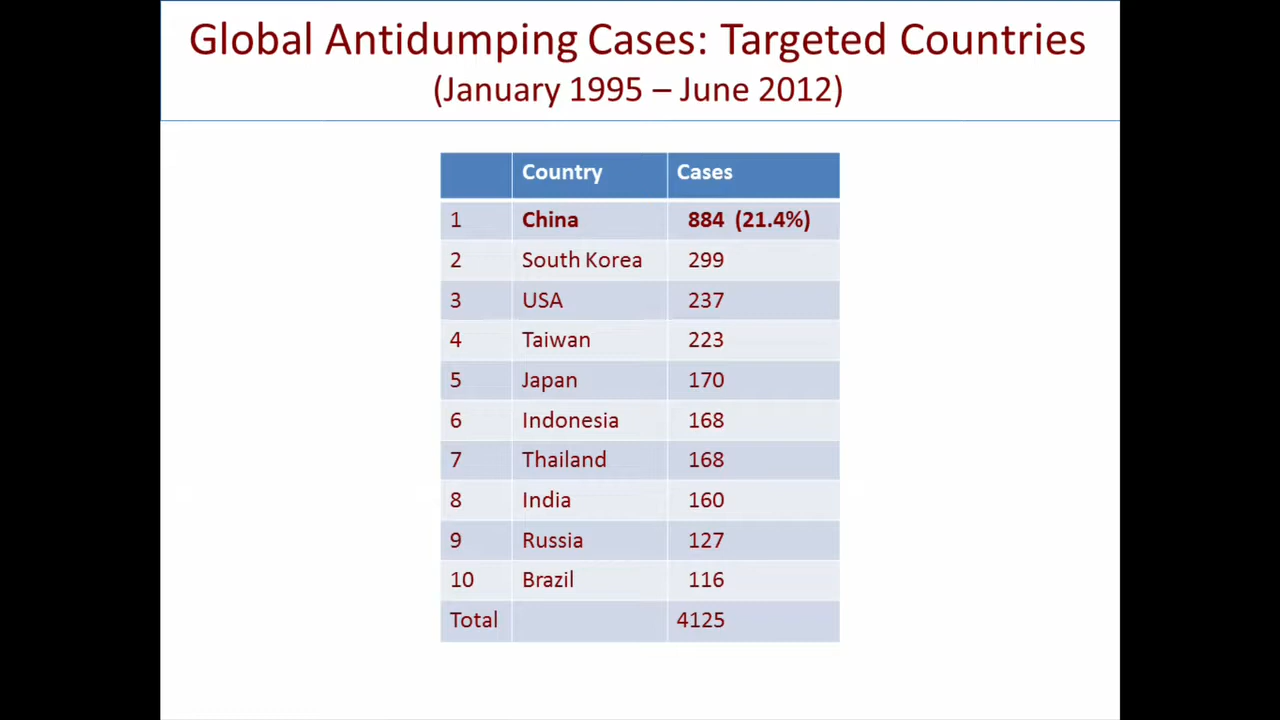 Global Antidumping Cases: Targeted Countries
(January 1995 – June 2012)
Country Cases
1 China 884 (21.4%)
2 South Korea 299
3 USA 237
4 Taiwan 223
5 Japan 170
6 Indonesia 168
7 Thailand 168
8 India 160
9 Russia 127
10 Brazil 116
Total 4125